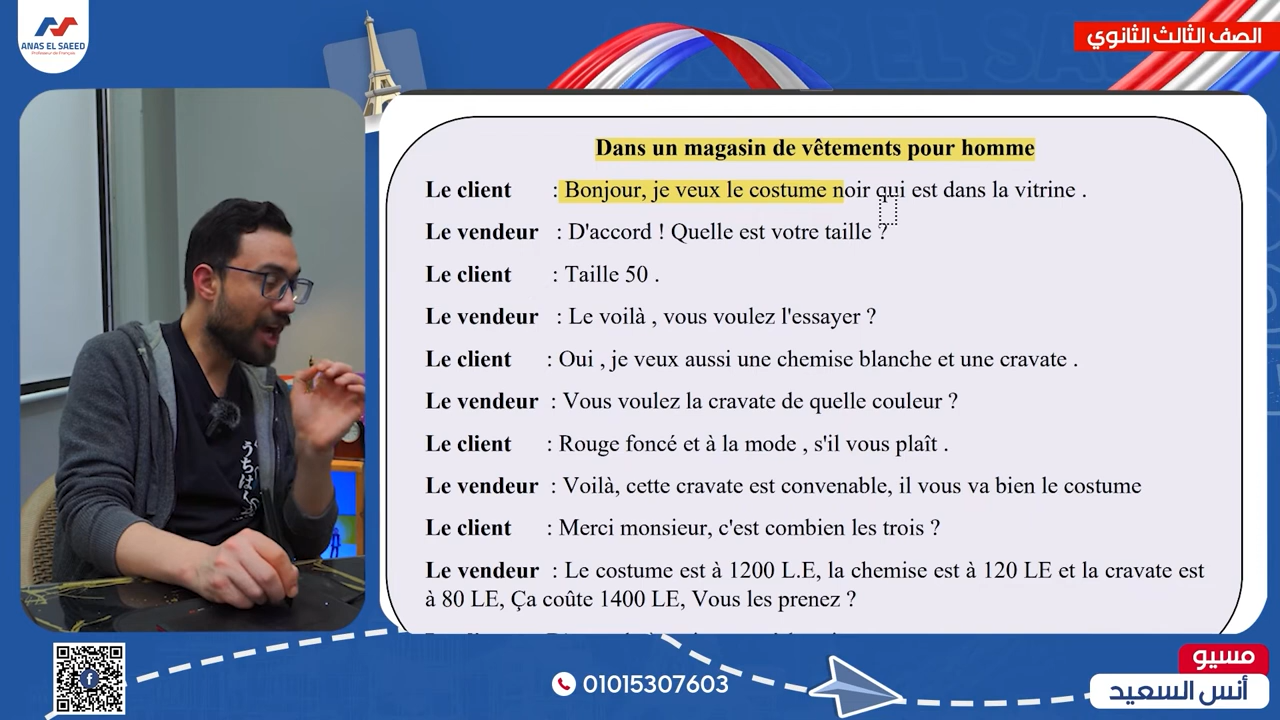 ANAS EL SAEED
Professeur de Français
الصف الثالث الثانوي
Dans un magasin de vêtements pour homme
Le client : Bonjour, je veux le costume noir qui est dans la vitrine .
Le vendeur : D'accord ! Quelle est votre taille ?
Le client : Taille 50 .
Le vendeur : Le voilà , vous voulez l'essayer ?
Le client : Oui , je veux aussi une chemise blanche et une cravate .
Le vendeur : Vous voulez la cravate de quelle couleur ?
Le client : Rouge foncé et à la mode , s'il vous plaît .
Le vendeur : Voilà, cette cravate est convenable, il vous va bien le costume
Le client : Merci monsieur, c'est combien les trois ?
Le vendeur : Le costume est à 1200 L.E, la chemise est à 120 LE et la cravate est
à 80 LE, Ça coûte 1400 LE, Vous les prenez ?
うちは
01015307603
مسيو
أنس السعيد